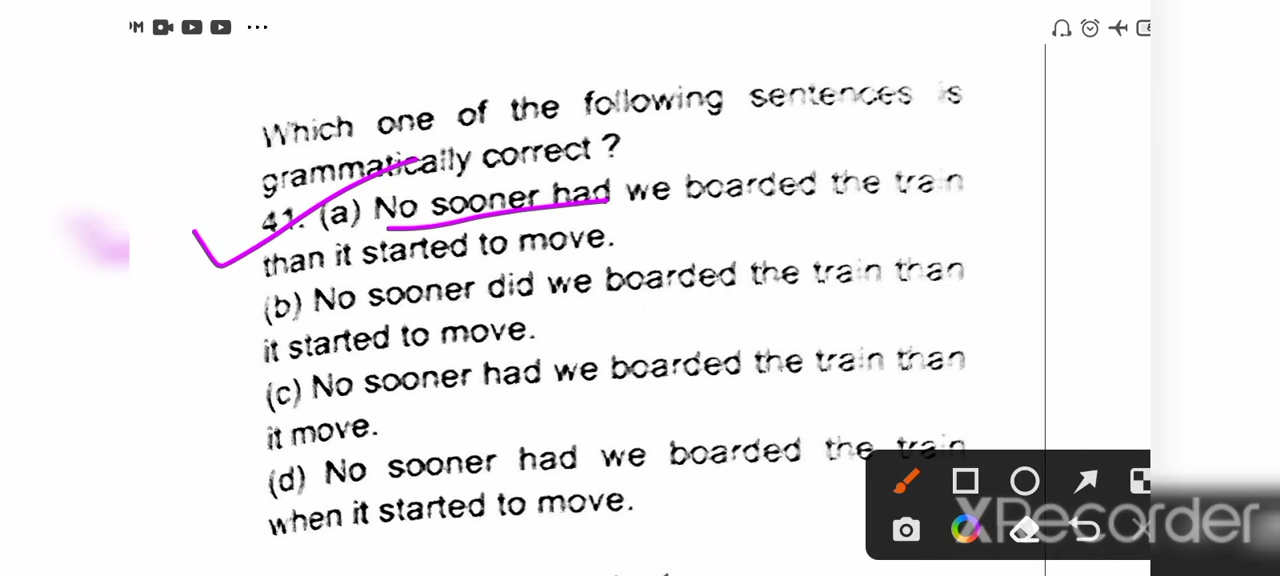 Which one of the following sentences is
grammatically correct ?
41. (a) No sooner had we boarded the train
than it started to move.
(b) No sooner did we boarded the train than
it started to move.
(c) No sooner had we boarded the train than
it move.
(d) No sooner had we boarded the train
when it started to move.
XRecorder